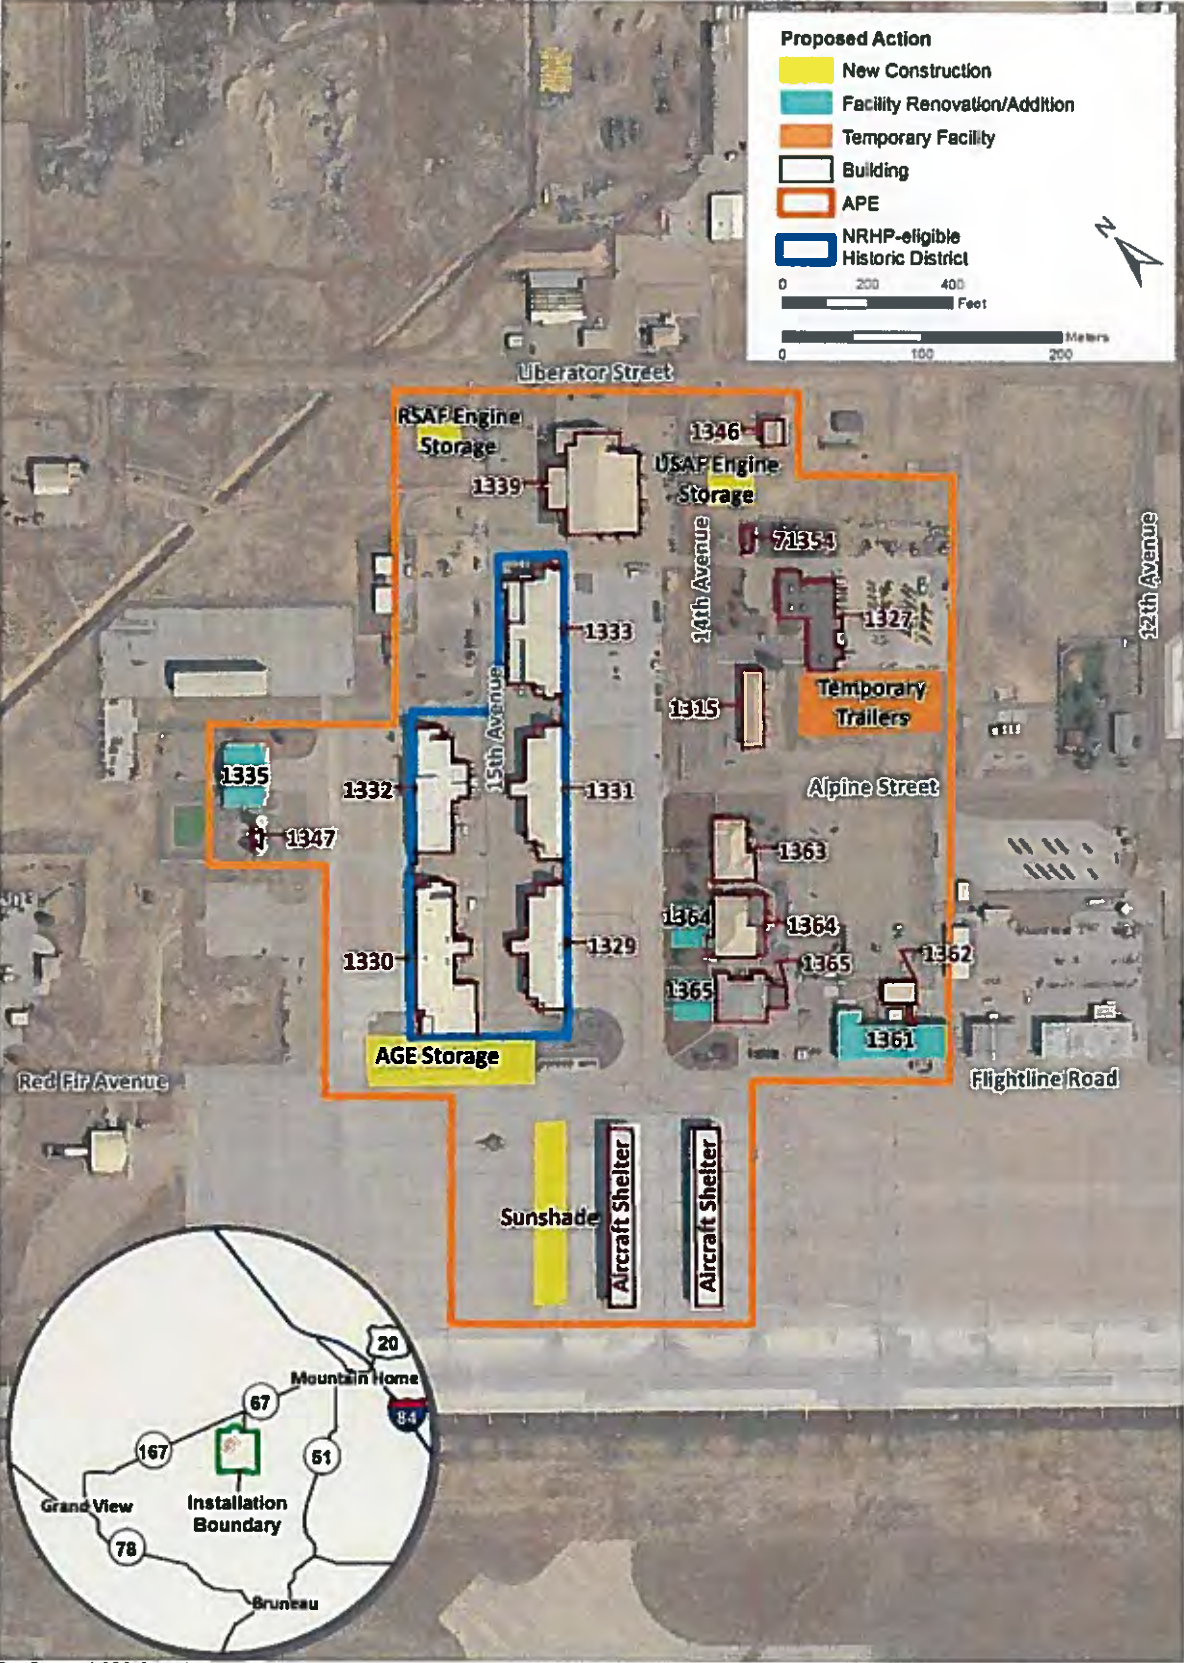 Proposed Action
New Construction
Facility Renovation/Addition
Temporary Facility
Building
APE
NRHP-eligible
Historic District
N
0 200 400
Feet
Meters
0 100 200
Liberator Street
RSAF Engine
Storage
1346
USAF Engine
Storage
1339
14th Avenue
71354
12th Avenue
1327
1333
Temporary
Trailers
1315
15th Avenue
1335
1332
1331
Alpine Street
1347
1363
1364
1364
1330
1329
1362
1365
1365
1361
AGE Storage
Red Fir Avenue
Flightline Road
Sunshade
Aircraft Shelter
Aircraft Shelter
20
Mountain Home
67
84
167
51
Grand View
Installation
Boundary
78
Bruneau